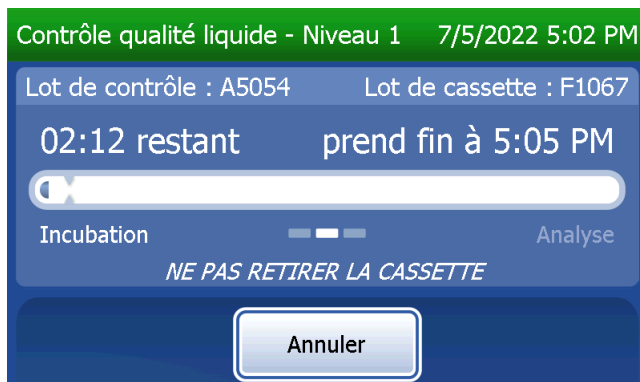 Contrôle qualité liquide - Niveau 1 7/5/2022 5:02 PM
Lot de contrôle : A5054 Lot de cassette : F1067
02:12 restant prend fin à 5:05 PM
Incubation Analyse
NE PAS RETIRER LA CASSETTE
Annuler